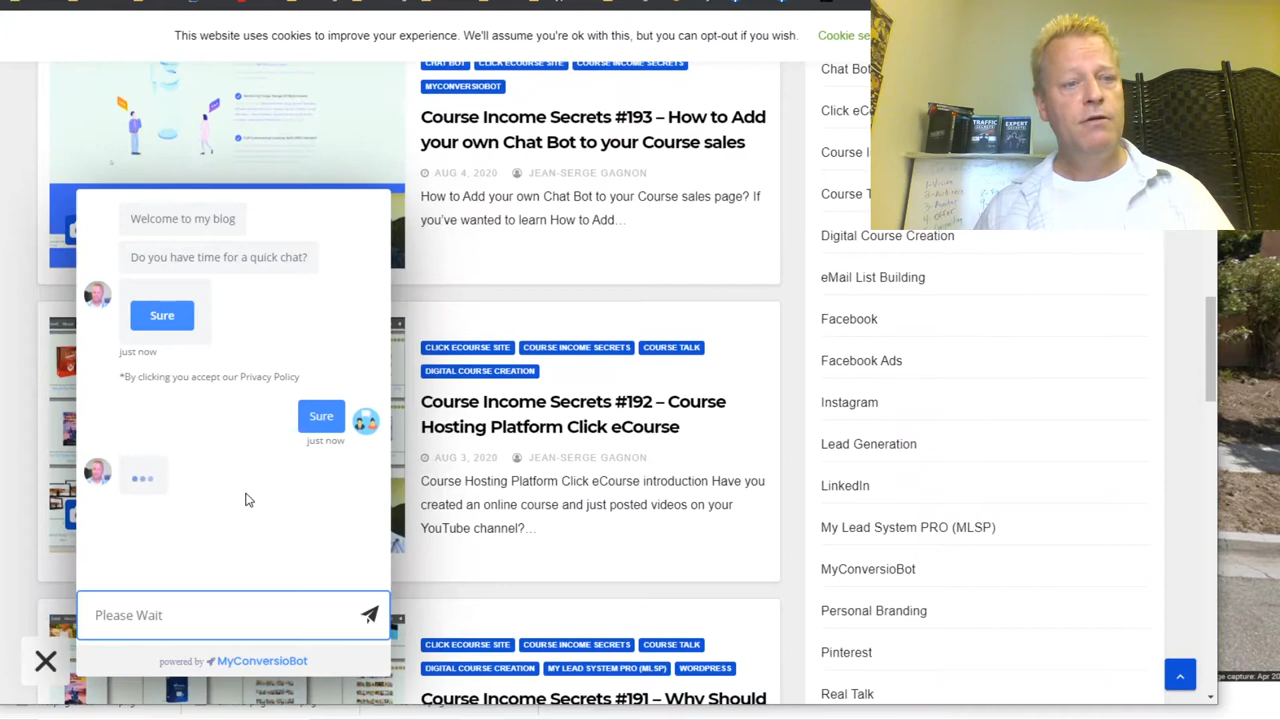 This website uses cookies to improve your experience. We'll assume you're ok with this, but you can opt-out if you wish.
Cookie se
CHAT BOT
CLICK ECOURSE SITE
COURSE INCOME SECRETS
MYCONVERSIOBOT
Course Income Secrets #193 – How to Add
your own Chat Bot to your Course sales
AUG 4, 2020
JEAN-SERGE GAGNON
How to Add your own Chat Bot to your Course sales page? If
you've wanted to learn How to Add…
Welcome to my blog
Do you have time for a quick chat?
Sure
just now
*By clicking you accept our Privacy Policy
Sure
just now
Please Wait
powered by MyConversioBot
CLICK ECOURSE SITE
COURSE INCOME SECRETS
COURSE TALK
DIGITAL COURSE CREATION
Course Income Secrets #192 – Course
Hosting Platform Click eCourse
AUG 3, 2020
JEAN-SERGE GAGNON
Course Hosting Platform Click eCourse introduction Have you
created an online course and just posted videos on your
YouTube channel?…
CLICK ECOURSE SITE
COURSE INCOME SECRETS
COURSE TALK
DIGITAL COURSE CREATION
MY LEAD SYSTEM PRO (MLSP)
WORDPRESS
Course Income Secrets #191 – Why Should
Chat Bot
Click eC
Course I
Course T
Digital Course Creation
eMail List Building
Facebook
Facebook Ads
Instagram
Lead Generation
LinkedIn
My Lead System PRO (MLSP)
MyConversioBot
Personal Branding
Pinterest
Real Talk
TRAFFIC
SECRETS
EXPERT
SECRETS
1-Vision